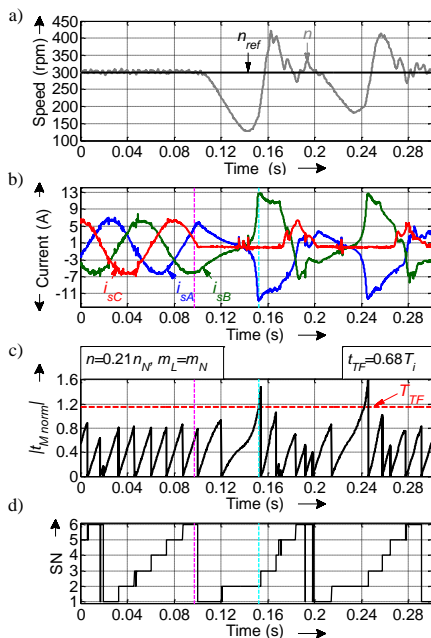 a)
Speed (rpm)
450
400
350
300
250
200
150
100
n_ref
n
0 0.04 0.08 0.12 0.16 0.2 0.24 0.28
Time (s)
b)
Current (A)
13
9
5
1
-3
-7
-11
i_sC i_sA i_sB
0 0.04 0.08 0.12 0.16 0.2 0.24 0.28
Time (s)
c)
n=0.21n_N, m_L=m_N
t_TF=0.68T_i
|t_M norm|
1.6
1.2
0.8
0.4
0
T_TF
0 0.04 0.08 0.12 0.16 0.2 0.24 0.28
Time (s)
d)
SN
6
5
4
3
2
1
0 0.04 0.08 0.12 0.16 0.2 0.24 0.28
Time (s)